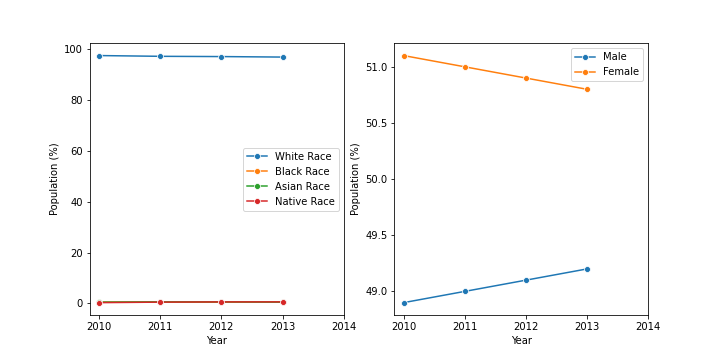 100
80
60
40
20
0
Population (%)
2010 2011 2012 2013 2014
Year
White Race
Black Race
Asian Race
Native Race
51.0
50.5
50.0
49.5
49.0
Population (%)
2010 2011 2012 2013 2014
Year
Male
Female